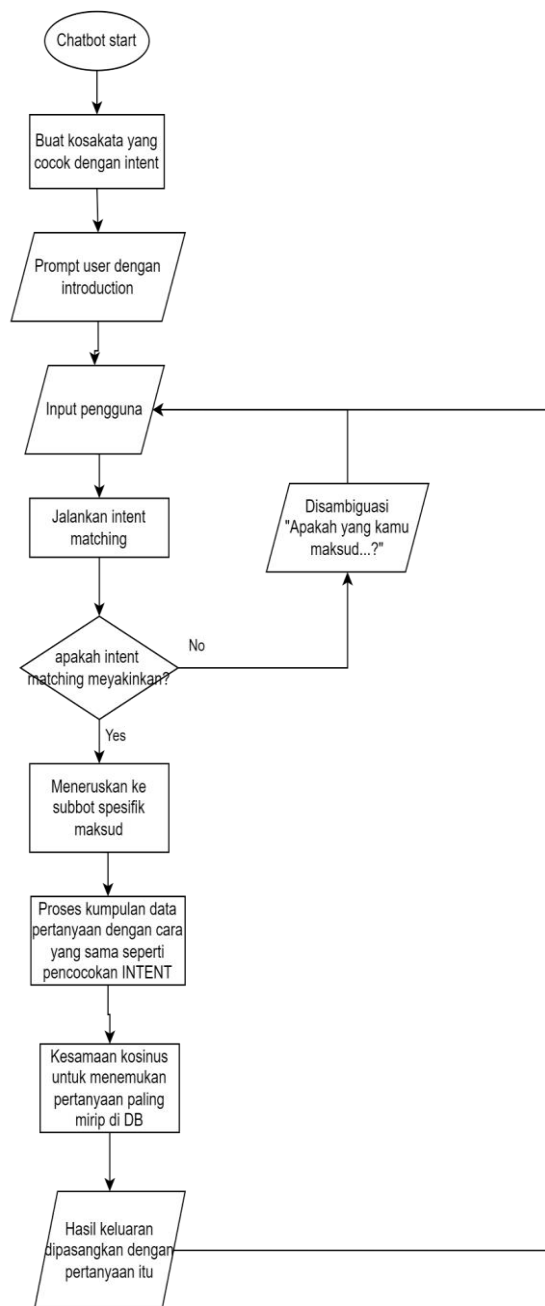 Chatbot start
Buat kosakata yang
cocok dengan intent
Prompt user dengan
introduction
Input pengguna
Jalankan intent
matching
Disambiguasi
"Apakah yang kamu
maksud...?"
apakah intent
matching meyakinkan?
No
Yes
Meneruskan ke
subbot spesifik
maksud
Proses kumpulan data
pertanyaan dengan cara
yang sama seperti
pencocokan INTENT
Kesamaan kosinus
untuk menemukan
pertanyaan paling
mirip di DB
Hasil keluaran
dipasangkan dengan
pertanyaan itu